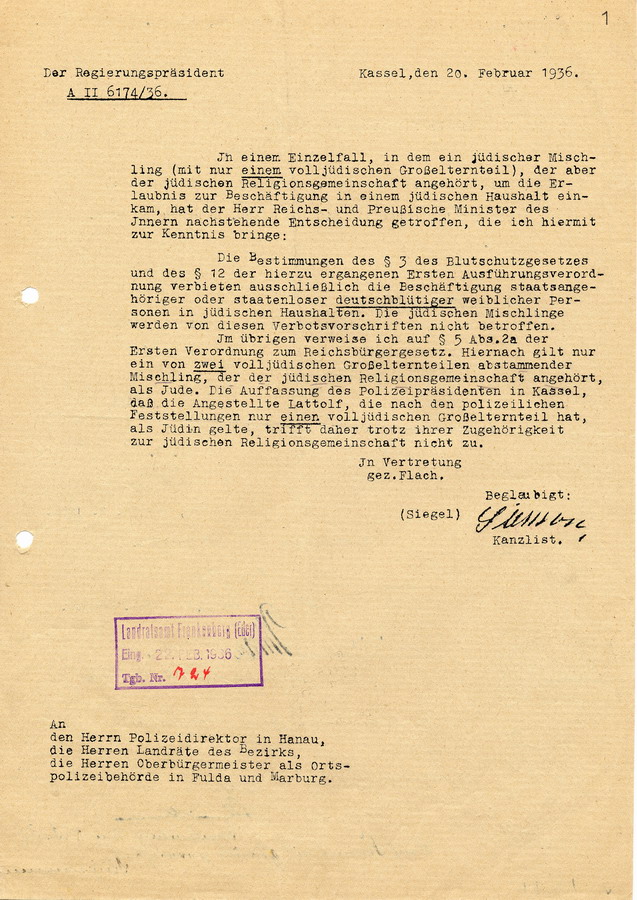 1
Der Regierungspräsident
Kassel,den 20. Februar 1936.
A II 6174/36.
Jn einem Einzelfall, in dem ein jüdischer Misch-
ling (mit nur einem volljüdischen Großelternteil), der aber
der jüdischen Religionsgemeinschaft angehört, um die Er-
laubnis zur Beschäftigung in einem jüdischen Haushalt ein-
kam, hat der Herr Reichs- und Preußische Minister des
Jnnern nachstehende Entscheidung getroffen, die ich hiermit
zur Kenntnis bringe:
Die Bestimmungen des § 3 des Blutschutzgesetzes
und des § 12 der hierzu ergangenen Ersten Ausführungsverord-
nung verbieten ausschließlich die Beschäftigung staatsange-
höriger oder staatenloser deutschblütiger weiblicher Per-
sonen in jüdischen Haushalten. Die jüdischen Mischlinge
werden von diesen Verbotsvorschriften nicht betroffen.
Jm übrigen verweise ich auf § 5 Abs.2a der
Ersten Verordnung zum Reichsbürgergesetz. Hiernach gilt nur
ein von zwei volljüdischen Großelternteilen abstammender
Mischling, der der jüdischen Religionsgemeinschaft angehört,
als Jude. Die Auffassung des Polizeipräsidenten in Kassel,
daß die Angestellte Lattolf, die nach den polizeilichen
Feststellungen nur einen volljüdischen Großelternteil hat,
als Jüdin gelte, trifft daher trotz ihrer Zugehörigkeit
zur jüdischen Religionsgemeinschaft nicht zu.
Jn Vertretung
gez.Flach.
Beglaubigt:
(Siegel)
Kanzlist.
Landratsamt Frankenberg (Eder)
Eing. 2 . FEB. 1936
Tgb. Nr. 724
An
den Herrn Polizeidirektor in Hanau,
die Herren Landräte des Bezirks,
die Herren Oberbürgermeister als Orts-
polizeibehörde in Fulda und Marburg.